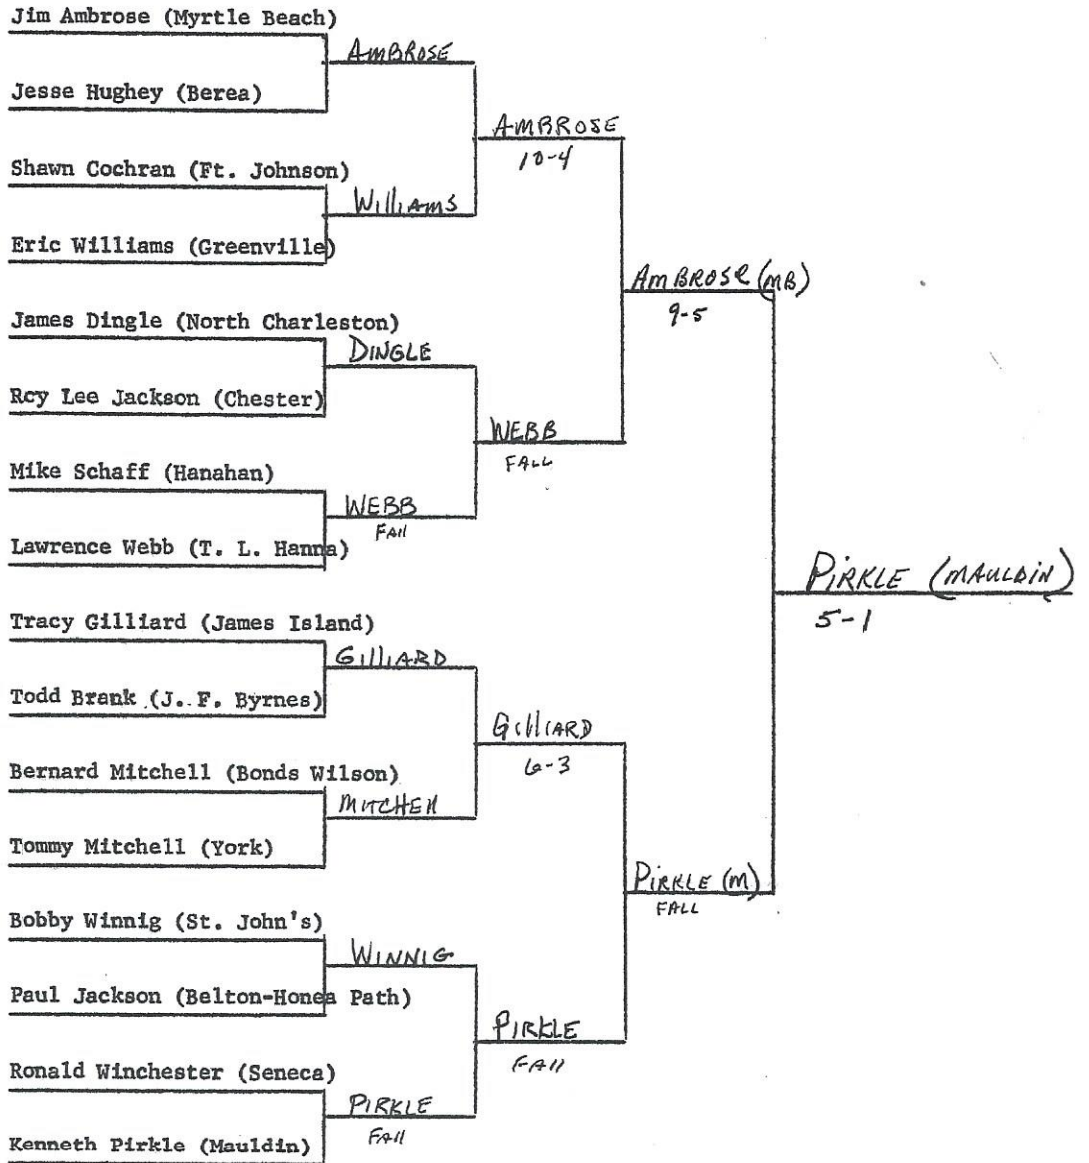 Jim Ambrose (Myrtle Beach)
AMBROSE
Jesse Hughey (Berea)
AMBROSE
10-4
Shawn Cochran (Ft. Johnson)
Williams
Eric Williams (Greenville)
AMBROSE (MB)
9-5
James Dingle (North Charleston)
DINGLE
Roy Lee Jackson (Chester)
WEBB
FALL
Mike Schaff (Hanahan)
WEBB
FAll
Lawrence Webb (T. L. Hanna)
PIRKLE (MAULDIN)
5-1
Tracy Gilliard (James Island)
GIllIARD
Todd Brank (J. F. Byrnes)
GIllIARD
6-3
Bernard Mitchell (Bonds Wilson)
MITCHEll
Tommy Mitchell (York)
PIRKLE (M)
FALL
Bobby Winnig (St. John's)
WINNIG
Paul Jackson (Belton-Honea Path)
PIRKLE
FAll
Ronald Winchester (Seneca)
PIRKLE
FAll
Kenneth Pirkle (Mauldin)